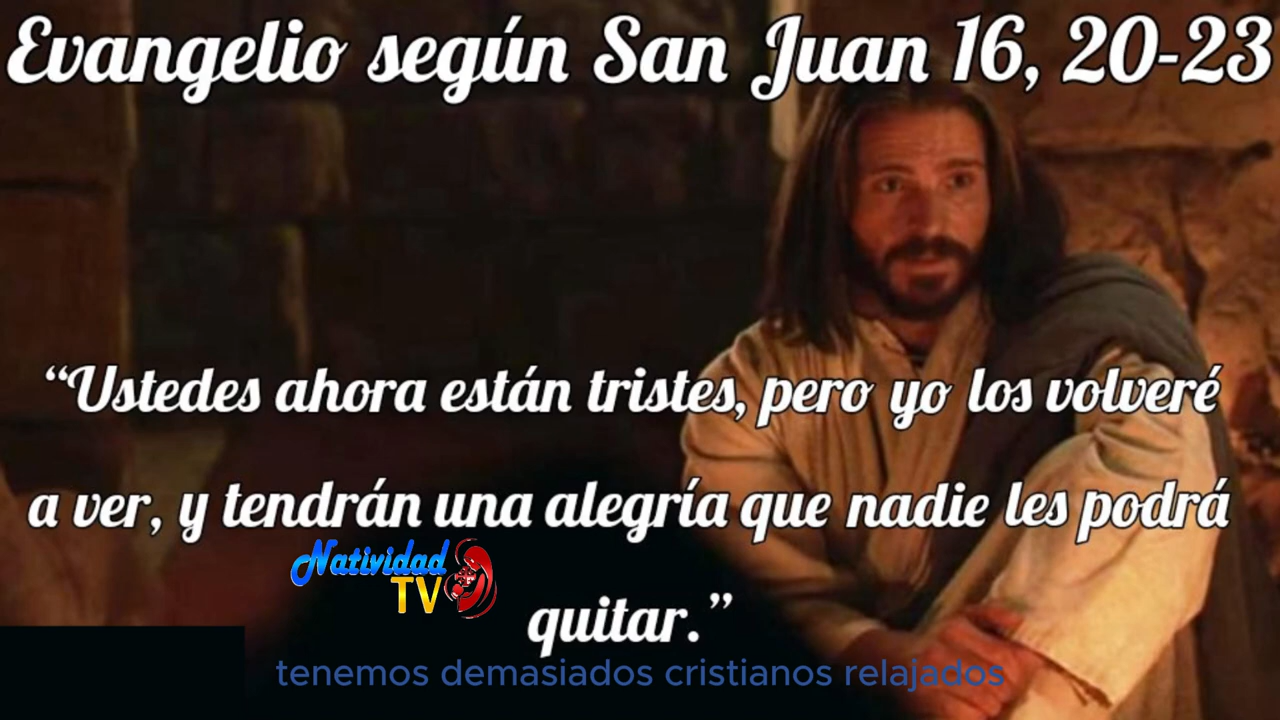 Evangelio según San Juan 16, 20-23
“Ustedes ahora están tristes, pero yo los volveré
a ver, y tendrán una alegría que nadie les podrá
quitar.”
Natividad
TV
tenemos demasiados cristianos relajados